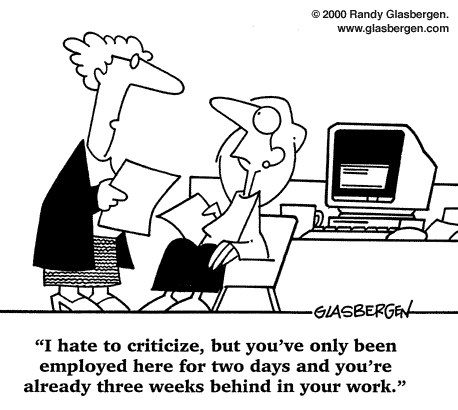 © 2000 Randy Glasbergen.
www.glasbergen.com
GLASBERGEN
“I hate to criticize, but you’ve only been
employed here for two days and you’re
already three weeks behind in your work.”